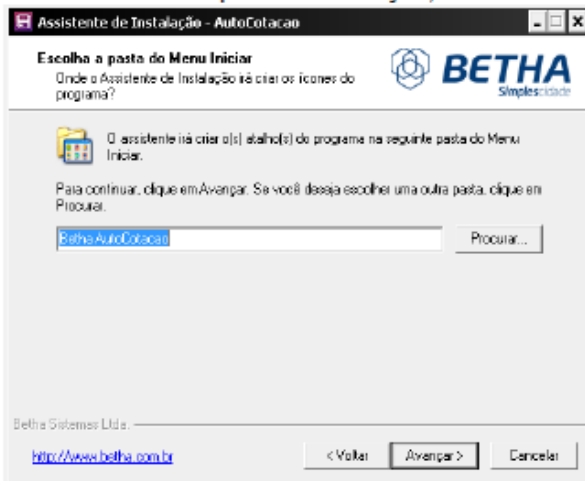 Assistente de Instalação - AutoCotacao
Escolha a pasta do Menu Iniciar
Onde o Assistente de Instalação irá criar os ícones do
programa?
BETHA
Simplescidade
O assistente irá criar o(s) atalho(s) do programa na seguinte pasta do Menu
Iniciar.
Para continuar, clique em Avançar. Se você deseja escolher uma outra pasta, clique em
Procurar.
Betha AutoCotacao
Procurar...
Betha Sistemas Ltda.
http://www.betha.com.br
< Voltar
Avançar >
Cancelar